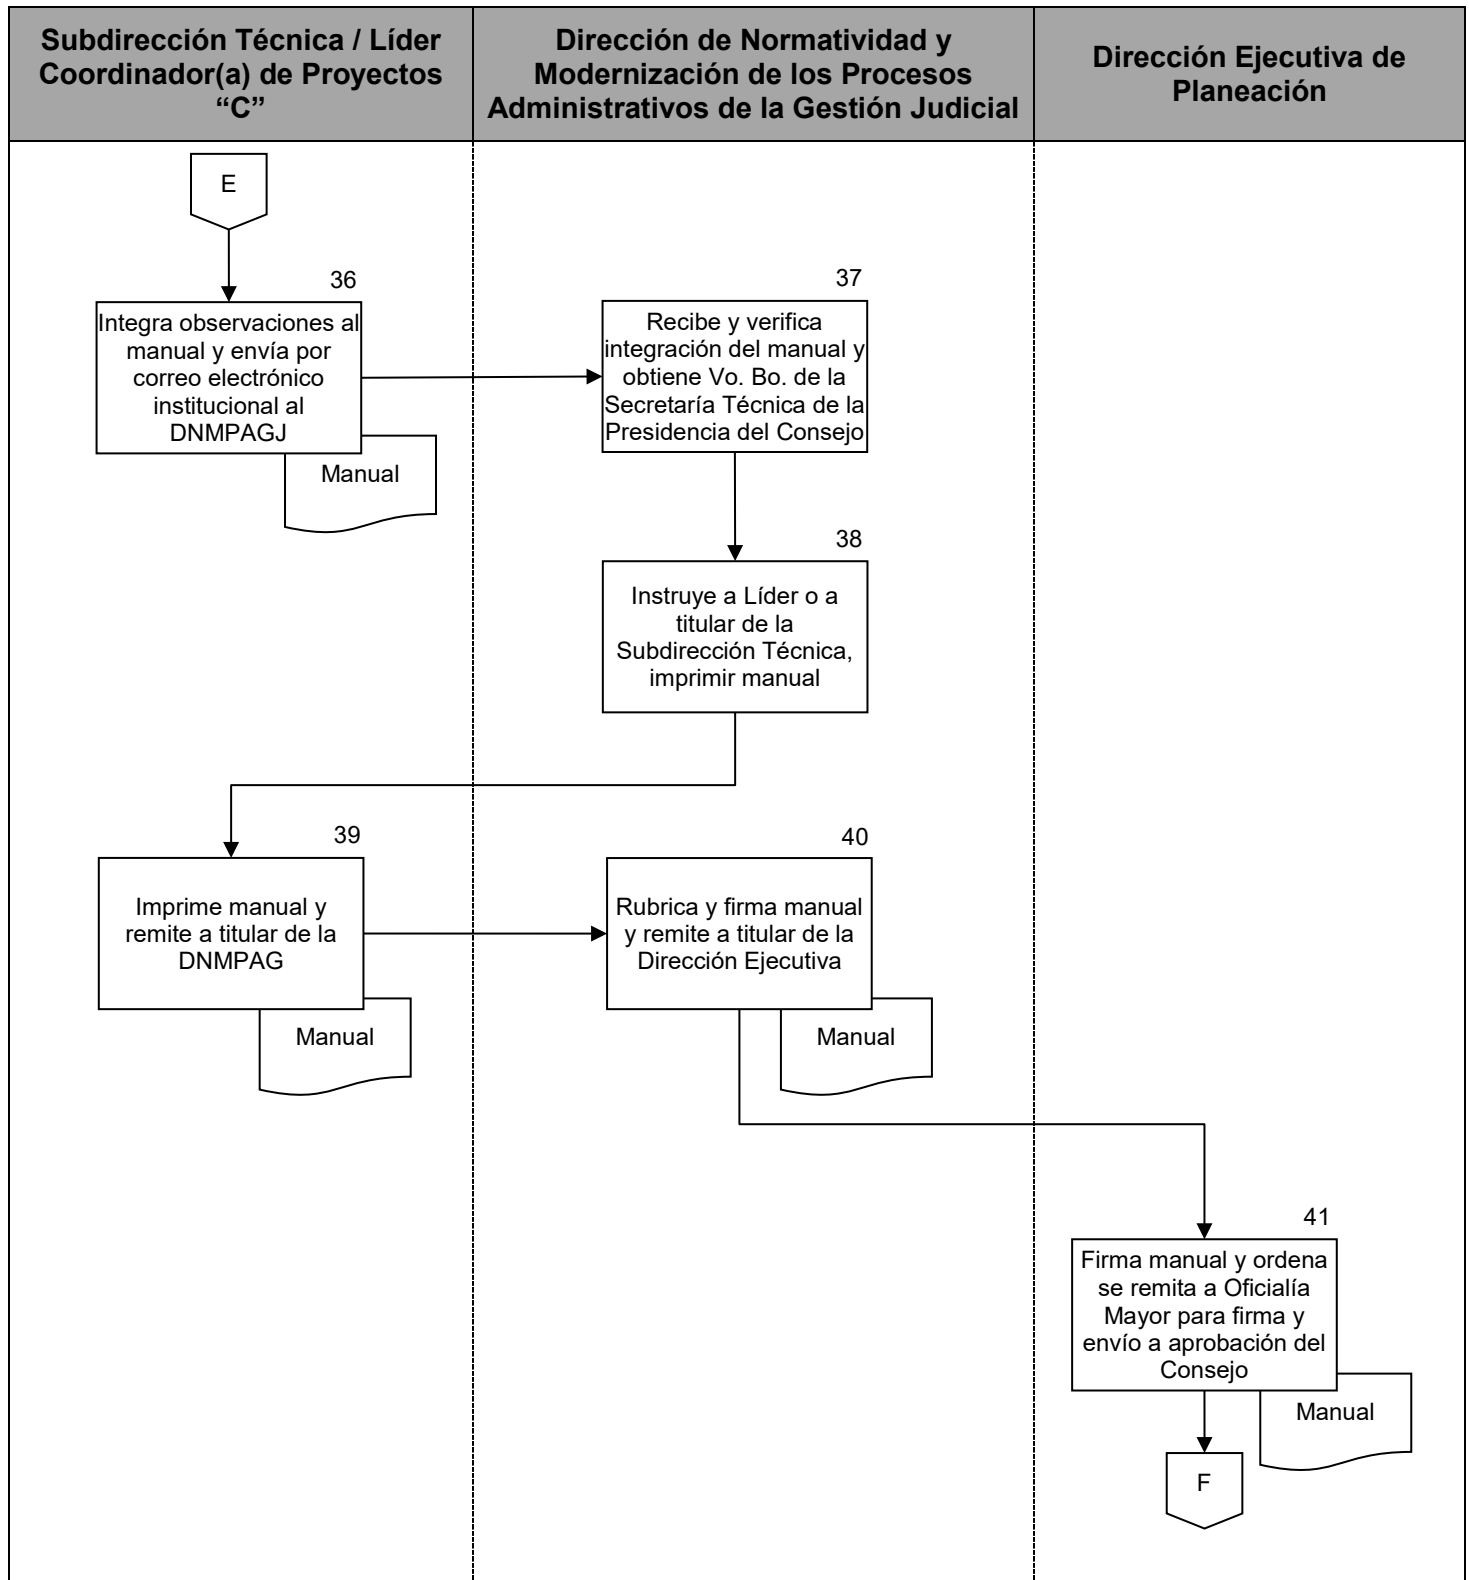 Subdirección Técnica / Líder
Coordinador(a) de Proyectos
“C”
Dirección de Normatividad y
Modernización de los Procesos
Administrativos de la Gestión Judicial
Dirección Ejecutiva de
Planeación
E
36
Integra observaciones al
manual y envía por
correo electrónico
institucional al
DNMPAGJ
Manual
37
Recibe y verifica
integración del manual y
obtiene Vo. Bo. de la
Secretaría Técnica de la
Presidencia del Consejo
38
Instruye a Líder o a
titular de la
Subdirección Técnica,
imprimir manual
39
Imprime manual y
remite a titular de la
DNMPAG
Manual
40
Rubrica y firma manual
y remite a titular de la
Dirección Ejecutiva
Manual
41
Firma manual y ordena
se remita a Oficialía
Mayor para firma y
envío a aprobación del
Consejo
Manual
F